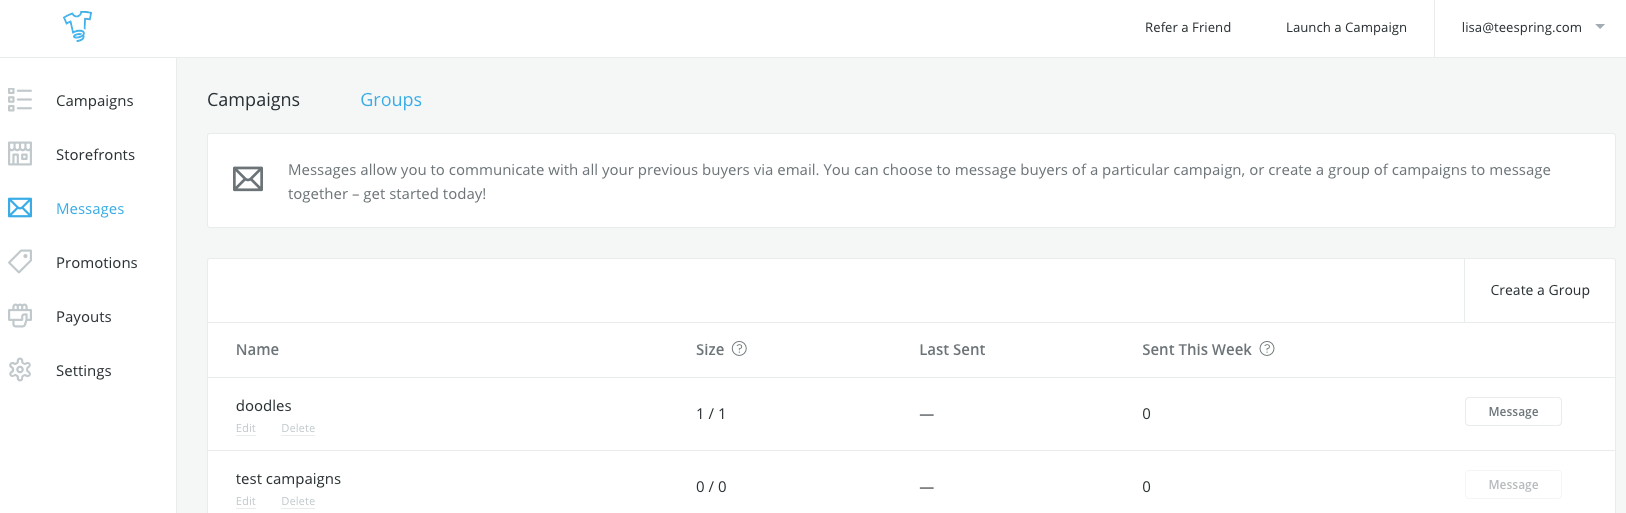 Refer a Friend
Launch a Campaign
lisa@teespring.com
Campaigns
Storefronts
Messages
Promotions
Payouts
Settings
Campaigns Groups
Messages allow you to communicate with all your previous buyers via email. You can choose to message buyers of a particular campaign, or create a group of campaigns to message
together – get started today!
Create a Group
Name Size ? Last Sent Sent This Week ?
doodles 1 / 1 — 0 Message
Edit Delete
test campaigns 0 / 0 — 0 Message
Edit Delete